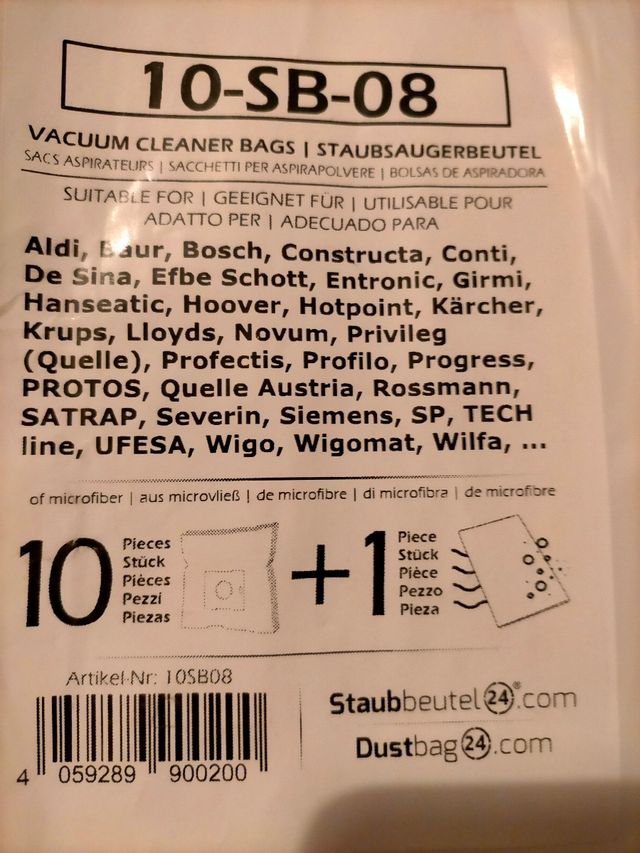 10-SB-08
VACUUM CLEANER BAGS | STAUBSAUGERBEUTEL
SACS ASPIRATEURS | SACCHETTI PER ASPIRAPOLVERE | BOLSAS DE ASPIRADORA
SUITABLE FOR | GEEIGNET FÜR | UTILISABLE POUR
ADATTO PER | ADECUADO PARA
Aldi, Baur, Bosch, Constructa, Conti,
De Sina, Efbe Schott, Entronic, Girmi,
Hanseatic, Hoover, Hotpoint, Kärcher,
Krups, Lloyds, Novum, Privileg
(Quelle), Profectis, Profilo, Progress,
PROTOS, Quelle Austria, Rossmann,
SATRAP, Severin, Siemens, SP, TECH
line, UFESA, Wigo, Wigomat, Wilfa, ...
of microfiber | aus microvließ | de microfibre | di microfibra | de microfibre
10
Pieces
Stück
Pièces
Pezzi
Piezas
+1
Piece
Stück
Pièce
Pezzo
Pieza
Artikel-Nr: 10SB08
4 059289 900200
Staubbeutel24®.com
Dustbag24.com